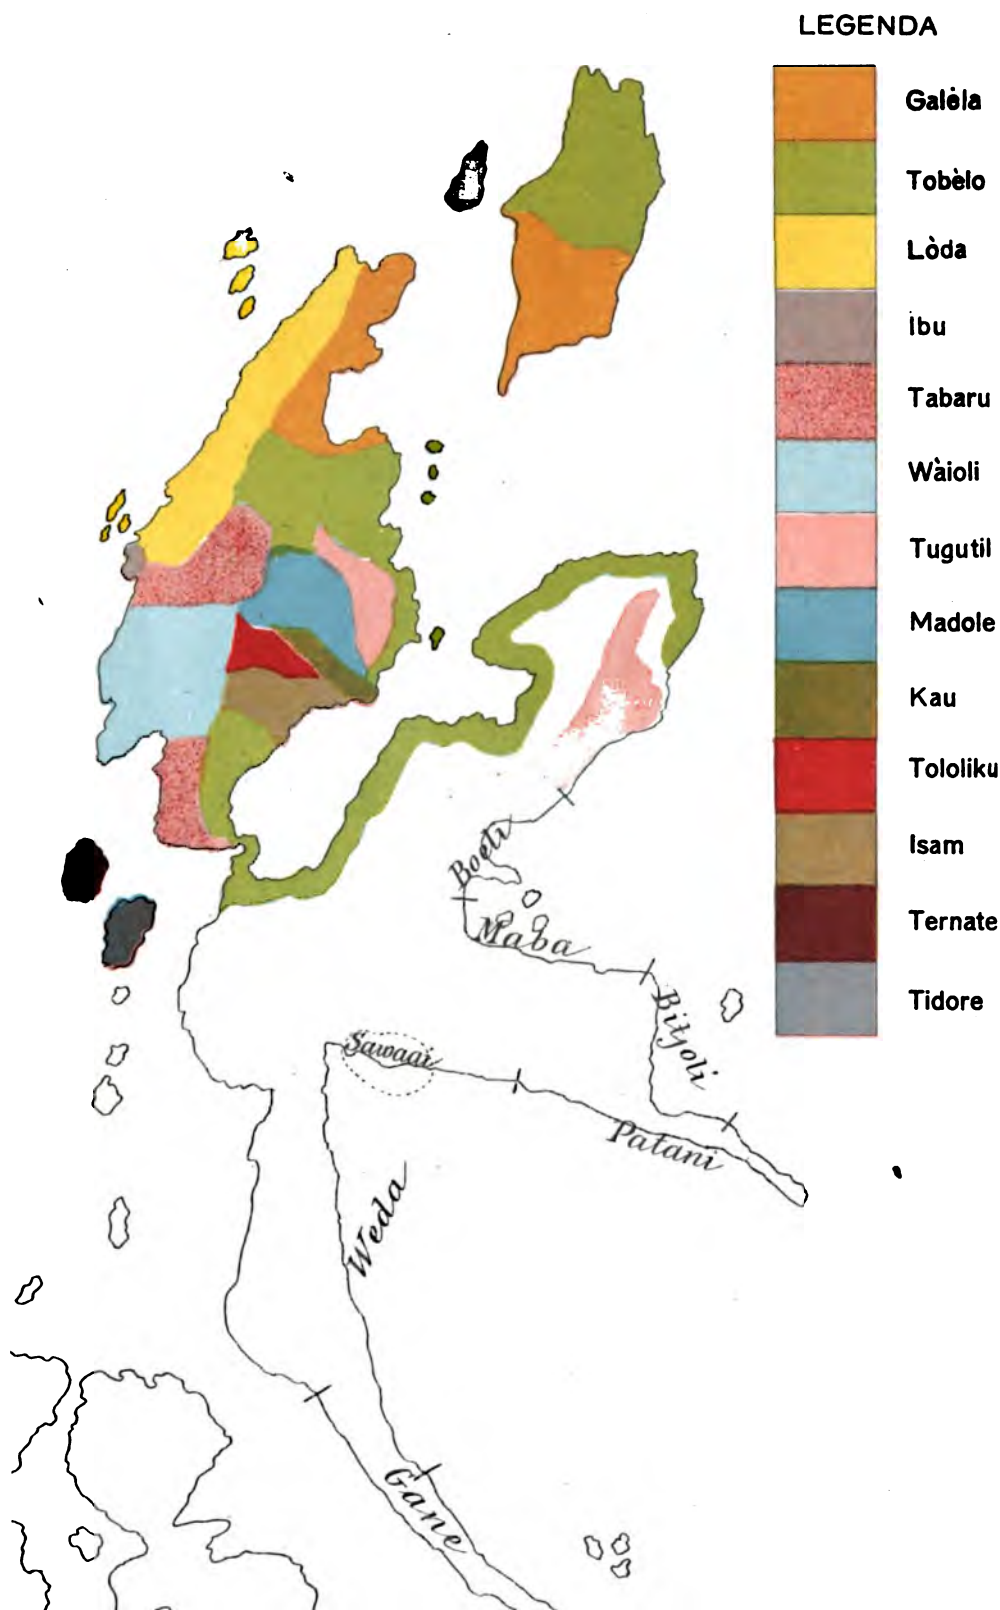 LEGENDA
Galèla
Tobèlo
Lòda
Ibu
Tabaru
Wàioli
Tugutil
Madole
Kau
Tololiku
Isam
Ternate
Tidore
Boeli
Maba
Bitjoli
Sawaai
Patani
Weda
Gane